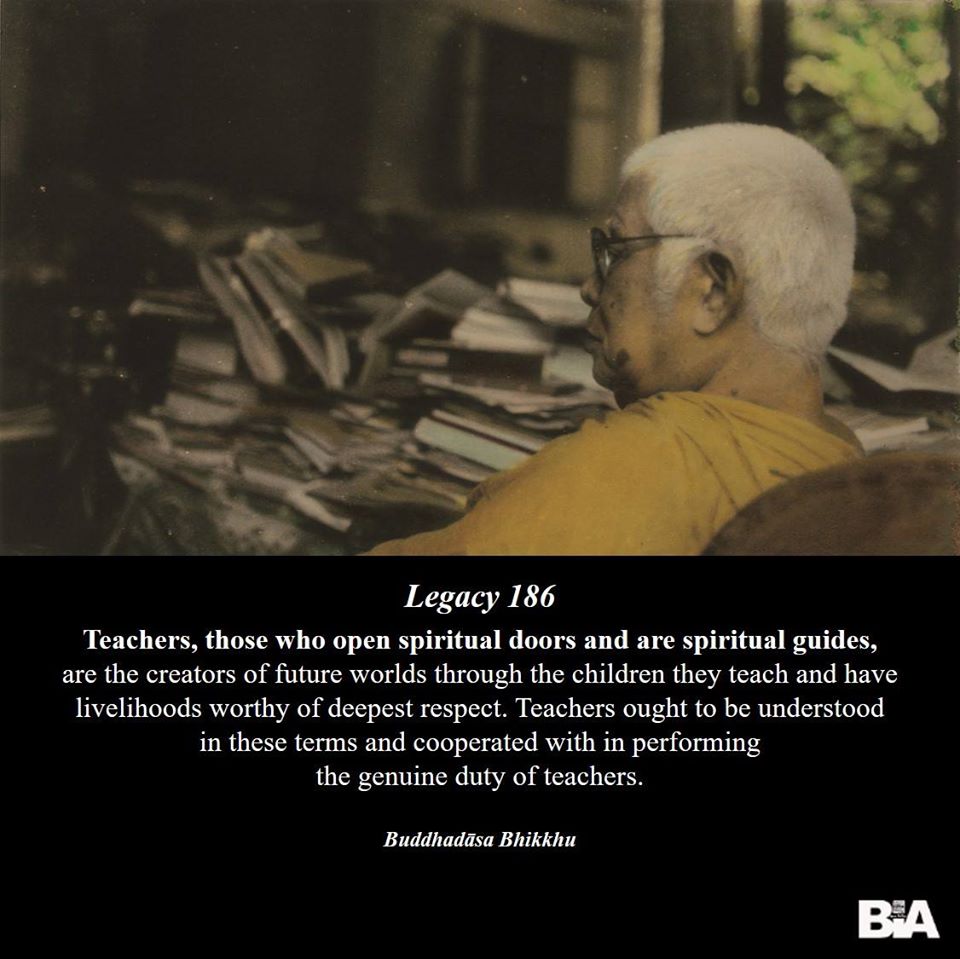 Legacy 186
Teachers, those who open spiritual doors and are spiritual guides,
are the creators of future worlds through the children they teach and have
livelihoods worthy of deepest respect. Teachers ought to be understood
in these terms and cooperated with in performing
the genuine duty of teachers.
Buddhadāsa Bhikkhu
BiA